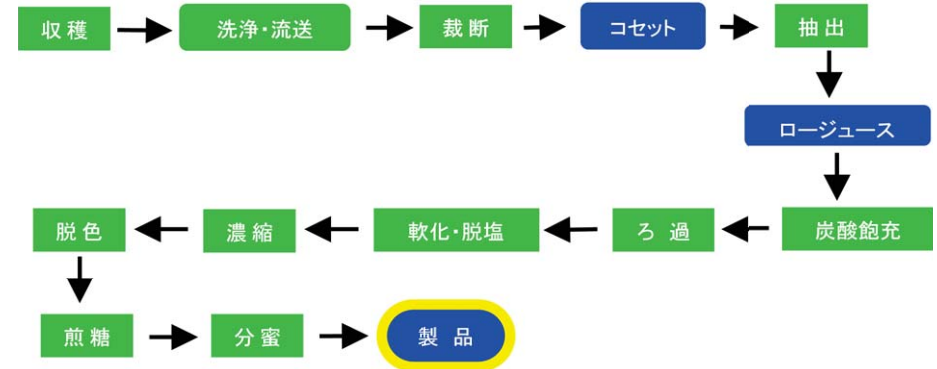 収穫
洗浄・流送
裁断
コセット
抽出
ロージュース
炭酸飽充
ろ過
軟化・脱塩
濃縮
脱色
煎糖
分蜜
製品